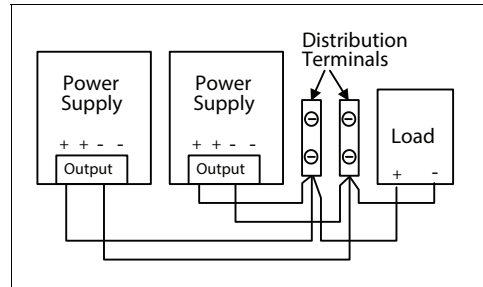 Distribution
Terminals
Power
Supply
+ + - -
Output
Power
Supply
+ + - -
Output
Load
+ -